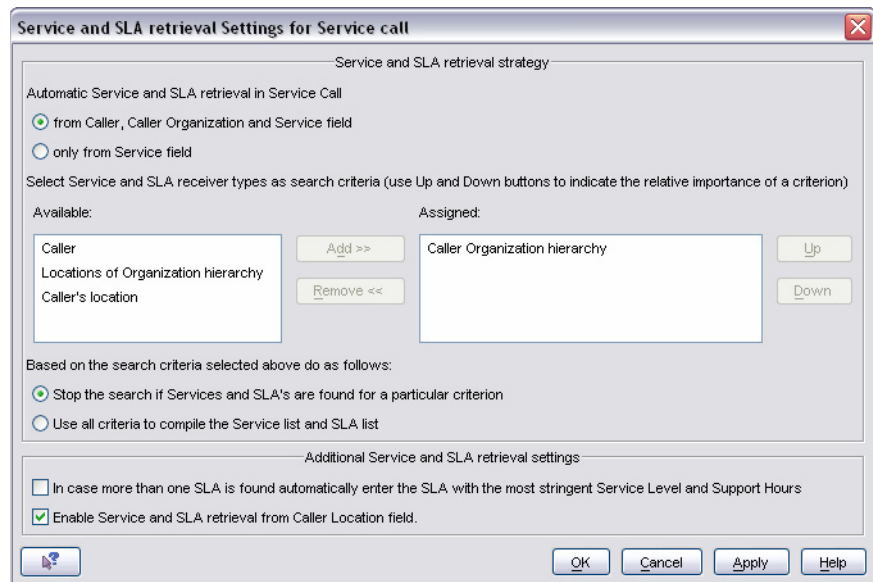 Service and SLA retrieval Settings for Service call
Service and SLA retrieval strategy
Automatic Service and SLA retrieval in Service Call
from Caller, Caller Organization and Service field
only from Service field
Select Service and SLA receiver types as search criteria (use Up and Down buttons to indicate the relative importance of a criterion)
Available:
Assigned:
Caller
Locations of Organization hierarchy
Caller's location
Add >>
Remove <<
Caller Organization hierarchy
Up
Down
Based on the search criteria selected above do as follows:
Stop the search if Services and SLA's are found for a particular criterion
Use all criteria to compile the Service list and SLA list
Additional Service and SLA retrieval settings
In case more than one SLA is found automatically enter the SLA with the most stringent Service Level and Support Hours
Enable Service and SLA retrieval from Caller Location field.
?
OK
Cancel
Apply
Help